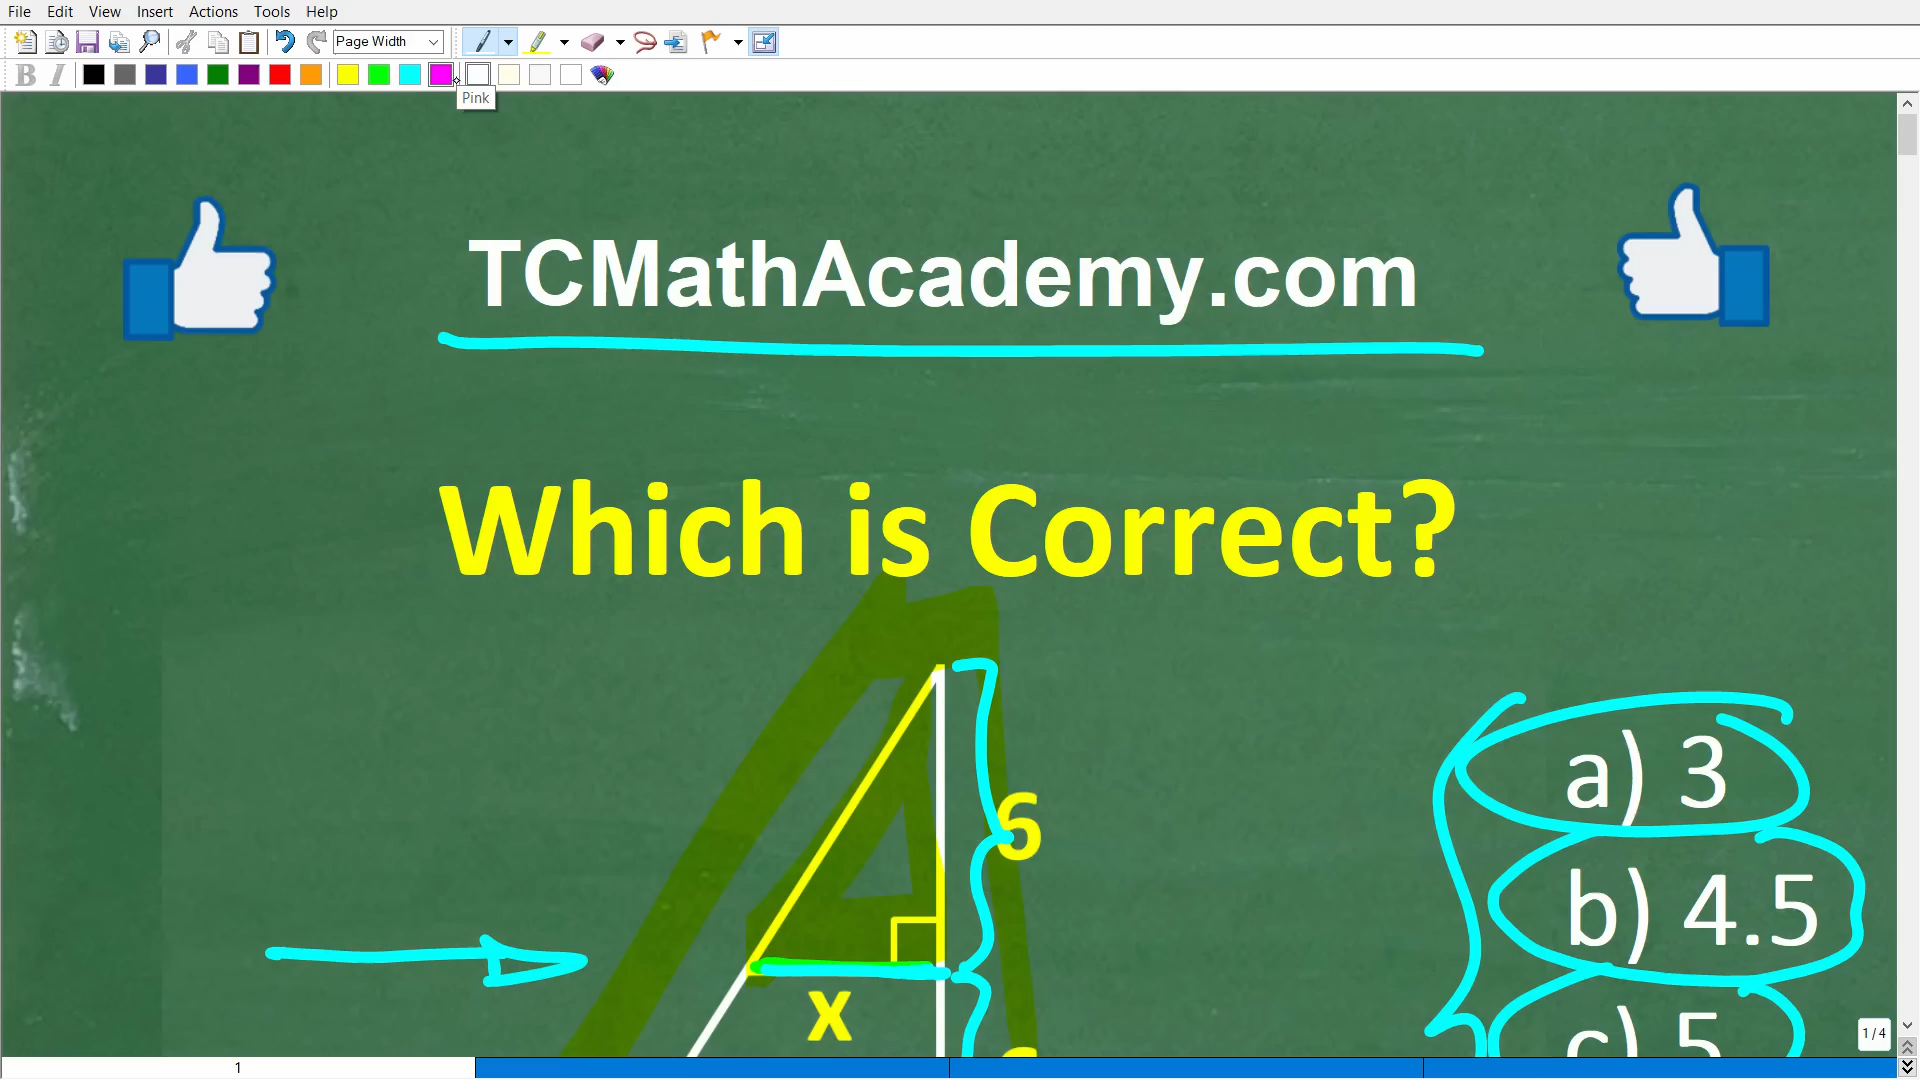 File Edit View Insert Actions Tools Help
Page Width
B I
Pink
TCMathAcademy.com
Which is Correct?
6
a) 3
b) 4.5
x
c) 5
1 / 4
1